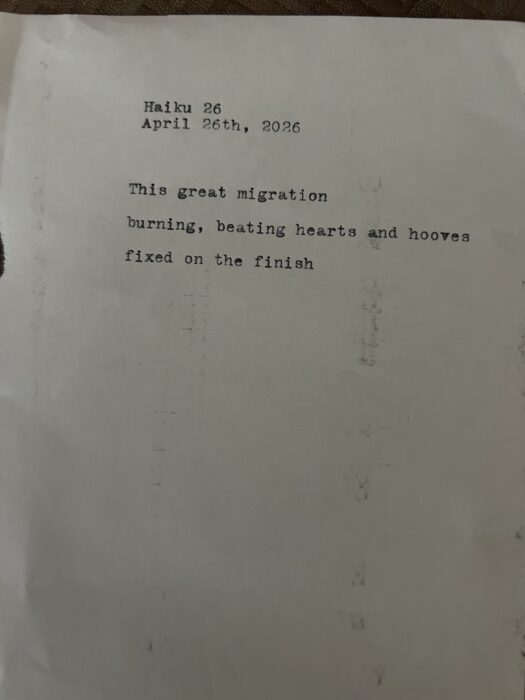 Haiku 26
April 26th, 2026
This great migration
burning, beating hearts and hooves
fixed on the finish